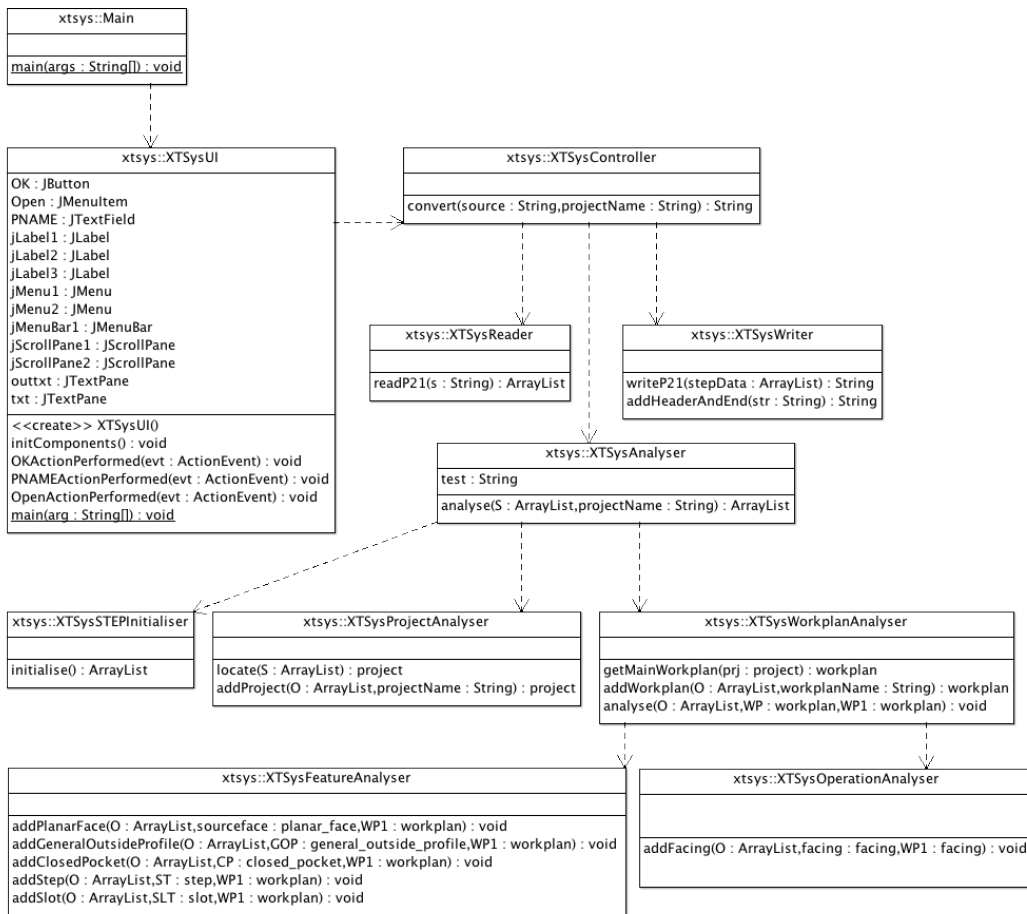 xtsys::Main
main(args : String[]) : void
xtsys::XTSysUI
OK : JButton
Open : JMenuItem
PNAME : JTextField
jLabel1 : JLabel
jLabel2 : JLabel
jLabel3 : JLabel
jMenu1 : JMenu
jMenu2 : JMenu
jMenuBar1 : JMenuBar
jScrollPane1 : JScrollPane
jScrollPane2 : JScrollPane
outtxt : JTextPane
txt : JTextPane
<<create>> XTSysUI()
initComponents() : void
OKActionPerformed(evt : ActionEvent) : void
PNAMEActionPerformed(evt : ActionEvent) : void
OpenActionPerformed(evt : ActionEvent) : void
main(arg : String[]) : void
xtsys::XTSysController
convert(source : String,projectName : String) : String
xtsys::XTSysReader
readP21(s : String) : ArrayList
xtsys::XTSysWriter
writeP21(stepData : ArrayList) : String
addHeaderAndEnd(str : String) : String
xtsys::XTSysAnalyser
test : String
analyse(S : ArrayList,projectName : String) : ArrayList
xtsys::XTSysSTEPInitialiser
initialise() : ArrayList
xtsys::XTSysProjectAnalyser
locate(S : ArrayList) : project
addProject(O : ArrayList,projectName : String) : project
xtsys::XTSysWorkplanAnalyser
getMainWorkplan(prj : project) : workplan
addWorkplan(O : ArrayList,workplanName : String) : workplan
analyse(O : ArrayList,WP : workplan,WP1 : workplan) : void
xtsys::XTSysFeatureAnalyser
addPlanarFace(O : ArrayList,sourceface : planar_face,WP1 : workplan) : void
addGeneralOutsideProfile(O : ArrayList,GOP : general_outside_profile,WP1 : workplan) : void
addClosedPocket(O : ArrayList,CP : closed_pocket,WP1 : workplan) : void
addStep(O : ArrayList,ST : step,WP1 : workplan) : void
addSlot(O : ArrayList,SLT : slot,WP1 : workplan) : void
xtsys::XTSysOperationAnalyser
addFacing(O : ArrayList,facing : facing,WP1 : facing) : void